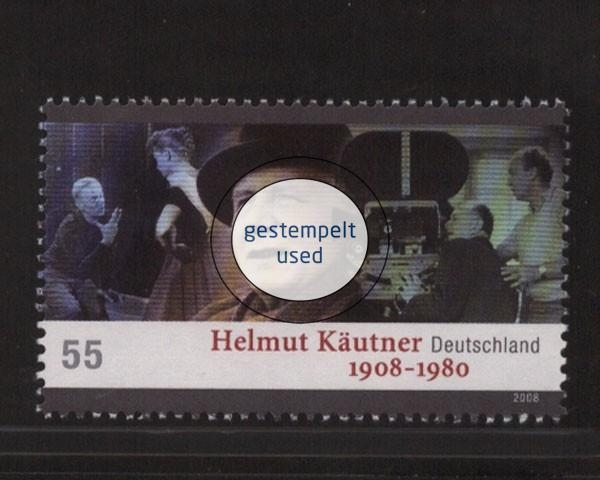 gestempelt
used
55
Helmut Käutner Deutschland
1908-1980
2008